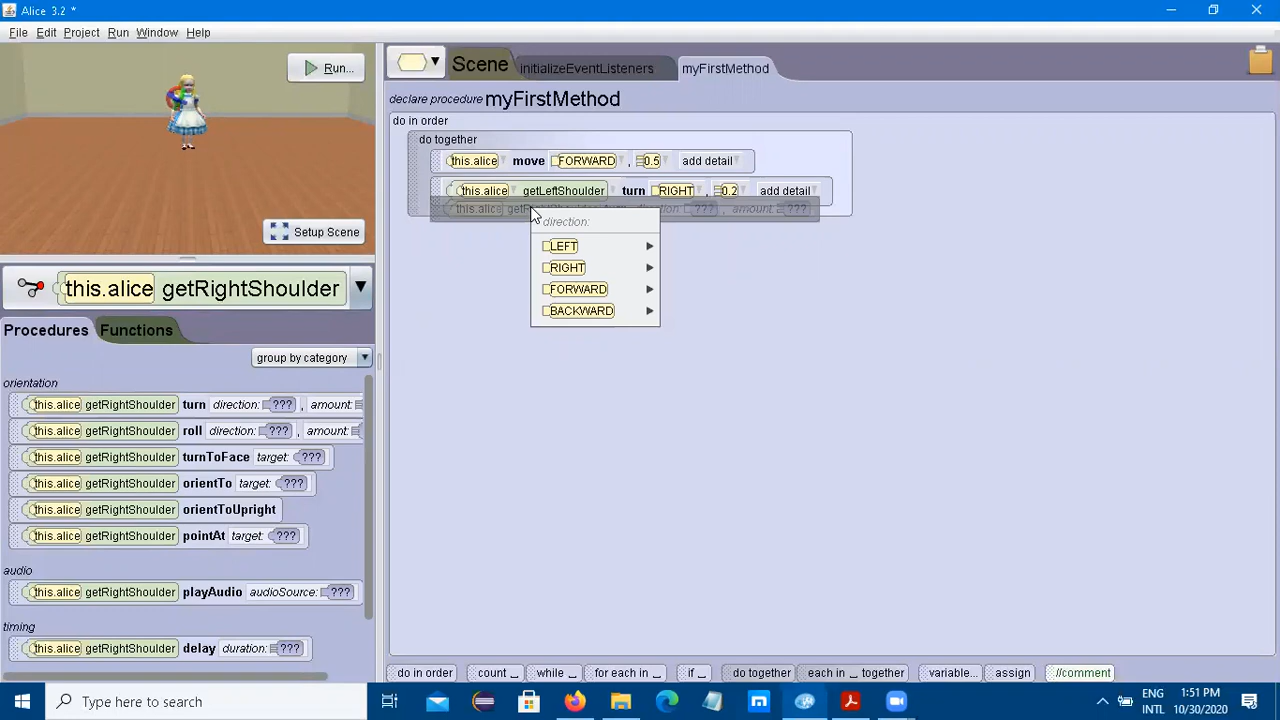 Alice 3.2 *
File Edit Project Run Window Help
Run...
Setup Scene
Scene initializeEventListeners myFirstMethod
declare procedure myFirstMethod
do in order
do together
this.alice move FORWARD , 0.5 add detail
this.alice getLeftShoulder turn RIGHT , 0.2 add detail
this.alice direction: ??? , amount: ???
direction:
LEFT
RIGHT
FORWARD
BACKWARD
this.alice getRightShoulder
Procedures Functions
group by category
orientation
this.alice getRightShoulder turn direction: ??? , amount:
this.alice getRightShoulder roll direction: ??? , amount:
this.alice getRightShoulder turnToFace target: ???
this.alice getRightShoulder orientTo target: ???
this.alice getRightShoulder orientToUpright
this.alice getRightShoulder pointAt target: ???
audio
this.alice getRightShoulder playAudio audioSource: ???
timing
this.alice getRightShoulder delay duration: ???
do in order count _ while _ for each in _ if _ do together each in _ together variable... assign //comment
Type here to search
ENG
INTL
1:51 PM
10/30/2020